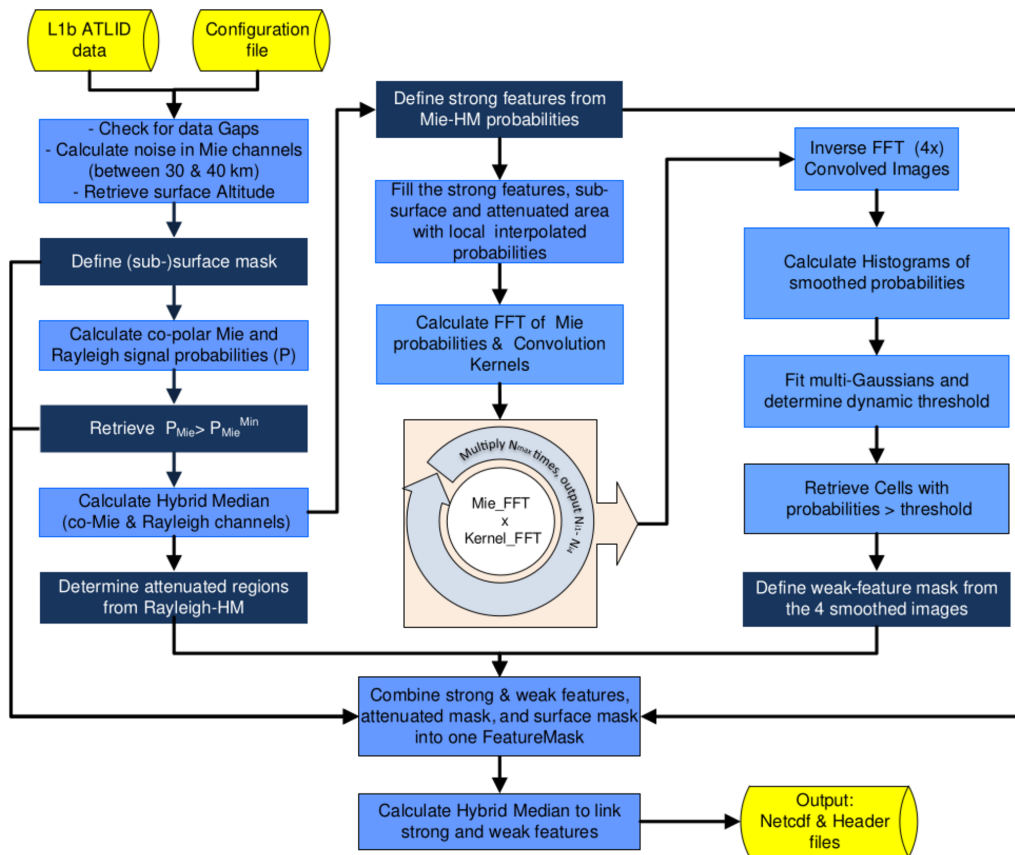 L1b ATLID
data
Configuration
file
- Check for data Gaps
- Calculate noise in Mie channels
(between 30 & 40 km)
- Retrieve surface Altitude
Define (sub-)surface mask
Calculate co-polar Mie and
Rayleigh signal probabilities (P)
Retrieve P_Mie> P_Mie^Min
Calculate Hybrid Median
(co-Mie & Rayleigh channels)
Determine attenuated regions
from Rayleigh-HM
Define strong features from
Mie-HM probabilities
Fill the strong features, sub-
surface and attenuated area
with local interpolated
probabilities
Calculate FFT of Mie
probabilities & Convolution
Kernels
Multiply Nmax times, output
Mie_FFT
x
Kernel_FFT
Inverse FFT (4x)
Convolved Images
Calculate Histograms of
smoothed probabilities
Fit multi-Gaussians and
determine dynamic threshold
Retrieve Cells with
probabilities > threshold
Define weak-feature mask from
the 4 smoothed images
Combine strong & weak features,
attenuated mask, and surface mask
into one FeatureMask
Calculate Hybrid Median to link
strong and weak features
Output:
Netcdf & Header
files